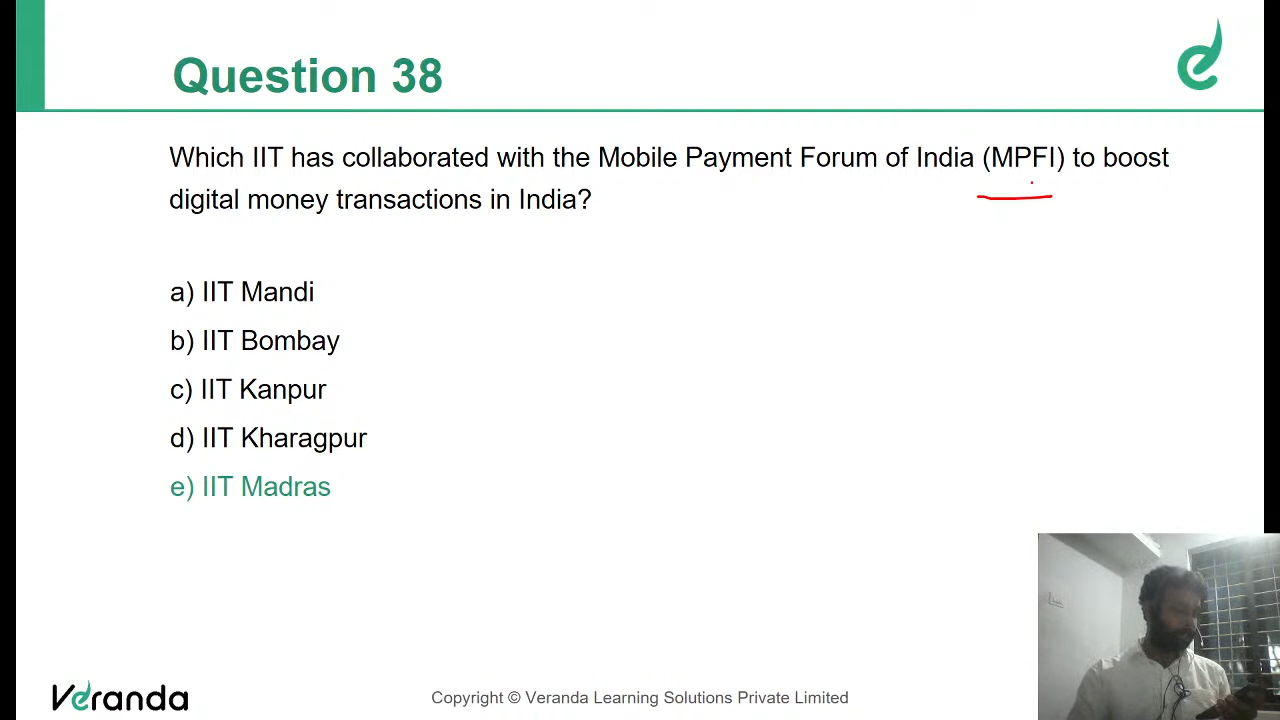 Question 38
Which IIT has collaborated with the Mobile Payment Forum of India (MPFI) to boost
digital money transactions in India?
a) IIT Mandi
b) IIT Bombay
c) IIT Kanpur
d) IIT Kharagpur
e) IIT Madras
Veranda
Copyright © Veranda Learning Solutions Private Limited